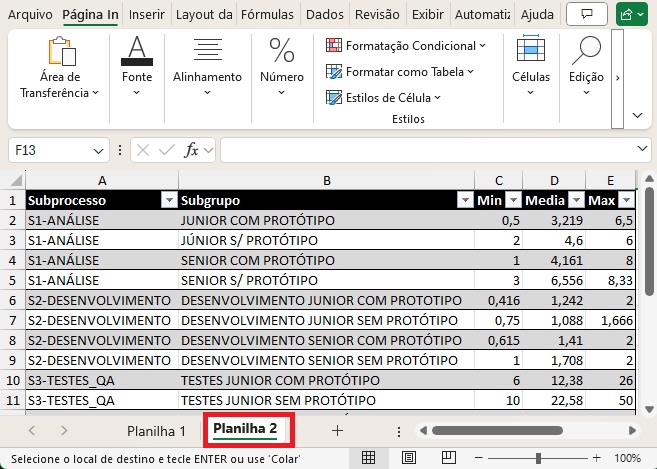 Arquivo Página In Inserir Layout da Fórmulas Dados Revisão Exibir Automatiz Ajuda
Área de Transferência
Fonte
Alinhamento
Número
Formatação Condicional
Formatar como Tabela
Estilos de Célula
Estilos
Células
Edição
F13
fx
A B C D E
1 Subprocesso Subgrupo Min Media Max
2 S1-ANÁLISE JUNIOR COM PROTÓTIPO 0,5 3,219 6,5
3 S1-ANÁLISE JÚNIOR S/ PROTÓTIPO 2 4,6 6
4 S1-ANÁLISE SENIOR COM PROTÓTIPO 1 4,161 8
5 S1-ANÁLISE SENIOR S/ PROTÓTIPO 3 6,556 8,33
6 S2-DESENVOLVIMENTO DESENVOLVIMENTO JUNIOR COM PROTOTIPO 0,416 1,242 2
7 S2-DESENVOLVIMENTO DESENVOLVIMENTO JUNIOR SEM PROTÓTIPO 0,75 1,088 1,666
8 S2-DESENVOLVIMENTO DESENVOLVIMENTO SENIOR COM PROTÓTIPO 0,615 1,41 2
9 S2-DESENVOLVIMENTO DESENVOLVIMENTO SENIOR SEM PROTÓTIPO 1 1,708 2
10 S3-TESTES_QA TESTES JUNIOR COM PROTÓTIPO 6 12,38 26
11 S3-TESTES_QA TESTES JUNIOR SEM PROTÓTIPO 10 22,58 50
Planilha 1 Planilha 2
Selecione o local de destino e tecle ENTER ou use 'Colar' 100%